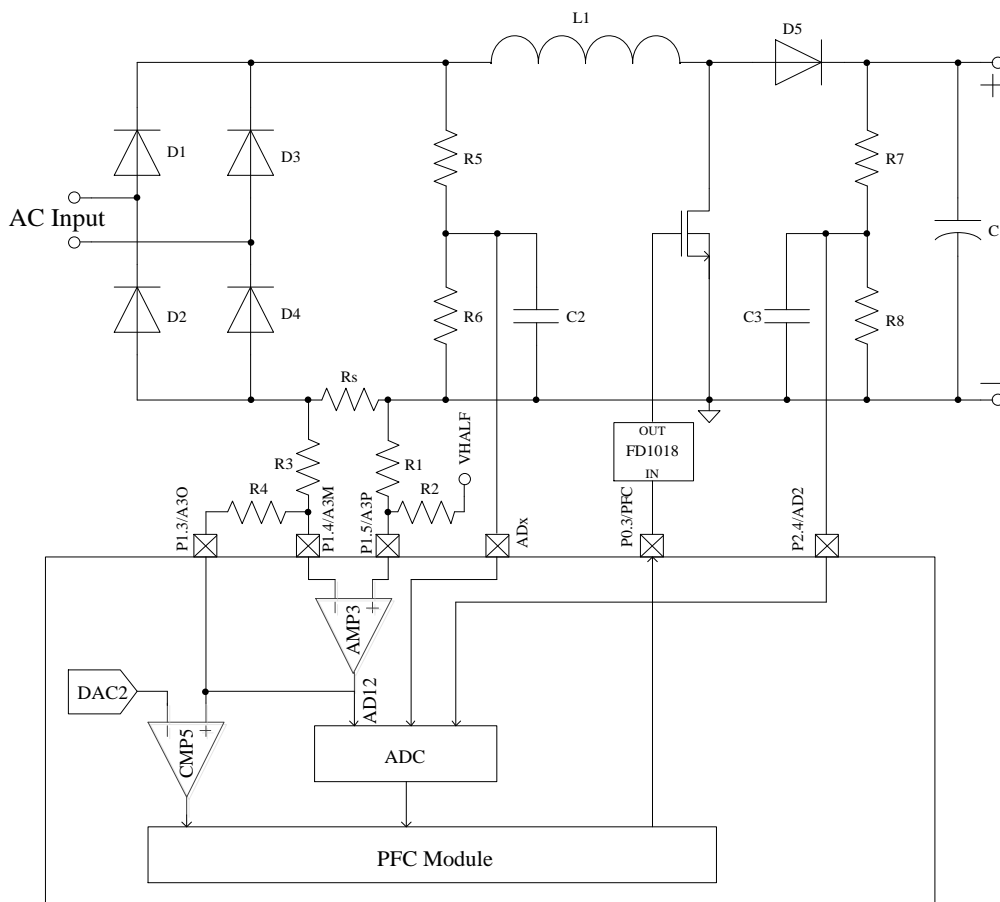 L1
D5
+
D1
D3
R5
R7
AC Input
C
D2
D4
R6
C2
C3
R8
Rs
−
R3
R1
VHALF
OUT
FD1018
IN
R4
R2
P1.3/A3O
P1.4/A3M
P1.5/A3P
ADx
P0.3/PFC
P2.4/AD2
− +
AMP3
DAC2
AD12
− +
CMP5
ADC
PFC Module